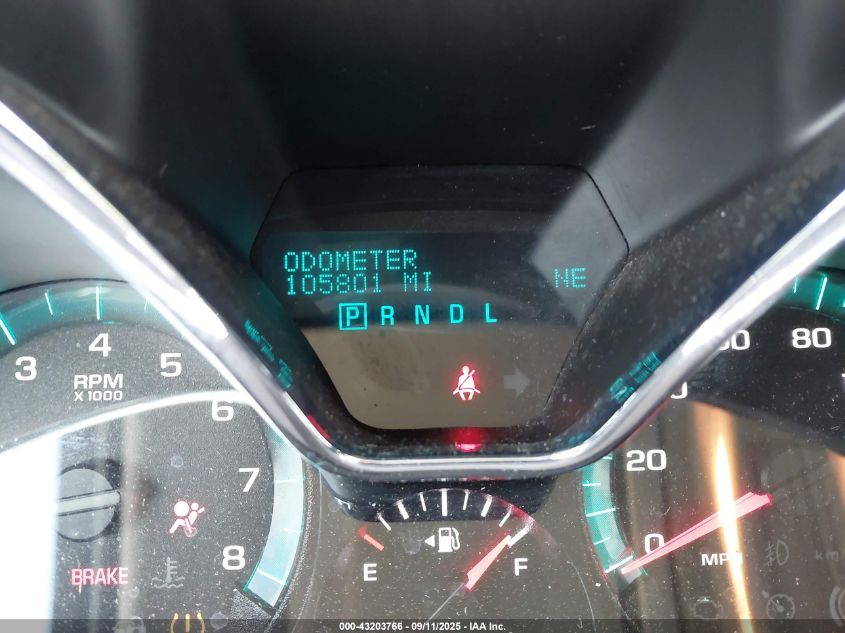 ODOMETER
105801 MI
NE
P R N D L
3 4 5 6 7 8
RPM
X 1000
BRAKE
E F
0 20 80
MPH
km/
000-43203766 - 09/11/2025 - IAA Inc.